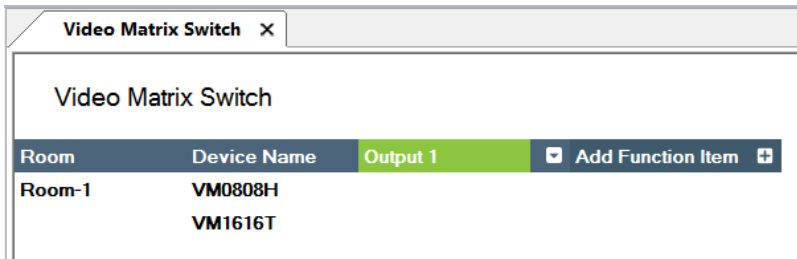 Video Matrix Switch
Video Matrix Switch
Room Device Name Output 1 Add Function Item
Room-1 VM0808H
VM1616T